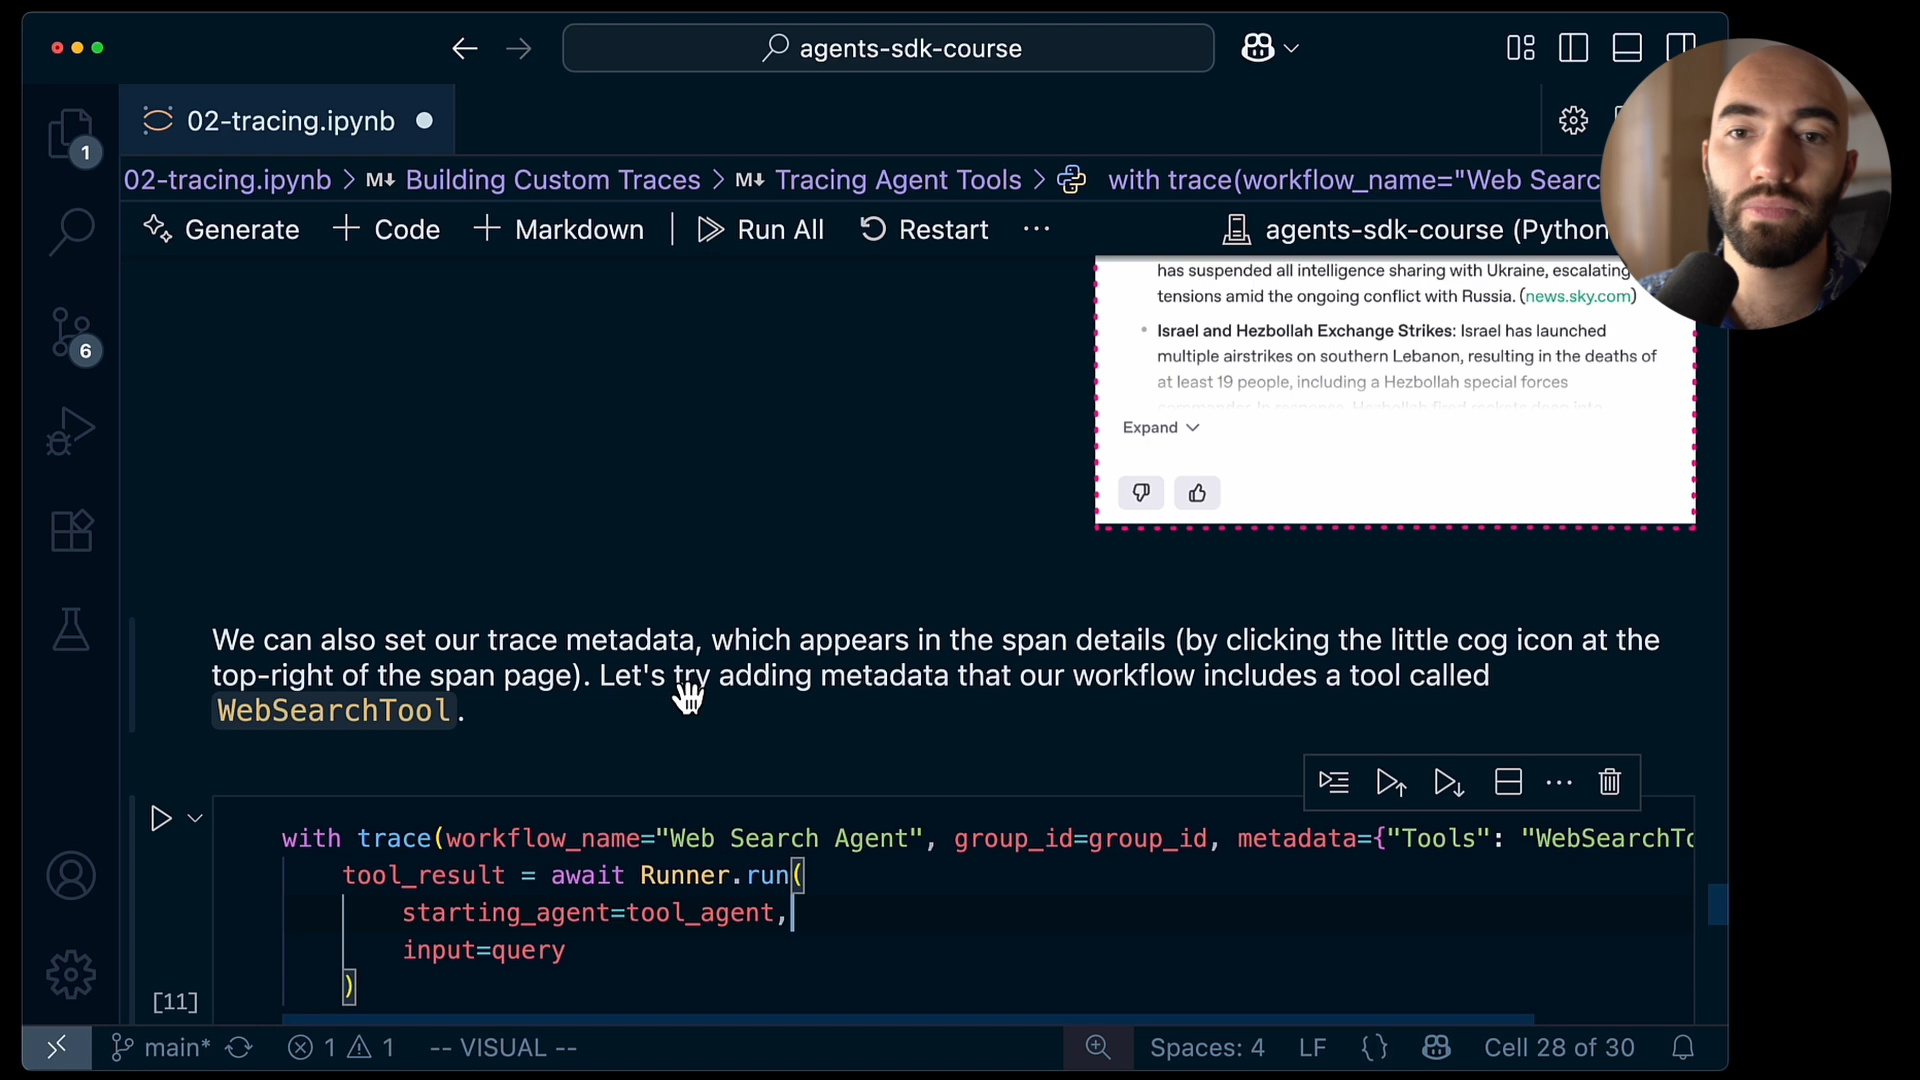 agents-sdk-course
02-tracing.ipynb
1
02-tracing.ipynb > M↓ Building Custom Traces > M↓ Tracing Agent Tools > with trace(workflow_name="Web Searc
Generate + Code + Markdown | Run All Restart ...
agents-sdk-course (Python
has suspended all intelligence sharing with Ukraine, escalating
tensions amid the ongoing conflict with Russia. (news.sky.com)
• Israel and Hezbollah Exchange Strikes: Israel has launched
multiple airstrikes on southern Lebanon, resulting in the deaths of
at least 19 people, including a Hezbollah special forces
Expand
6
We can also set our trace metadata, which appears in the span details (by clicking the little cog icon at the
top-right of the span page). Let's try adding metadata that our workflow includes a tool called
WebSearchTool.
with trace(workflow_name="Web Search Agent", group_id=group_id, metadata={"Tools": "WebSearchTo
tool_result = await Runner.run(
starting_agent=tool_agent,
input=query
)
[11]
main* 1 1 -- VISUAL -- Spaces: 4 LF {} Cell 28 of 30